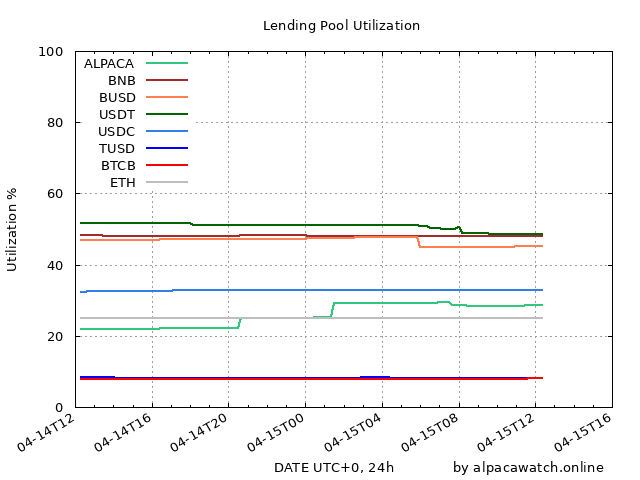 Lending Pool Utilization
Utilization %
100
80
60
40
20
0
ALPACA
BNB
BUSD
USDT
USDC
TUSD
BTCB
ETH
04-14T12
04-14T16
04-14T20
04-15T00
04-15T04
04-15T08
04-15T12
04-15T16
DATE UTC+0, 24h
by alpacawatch.online